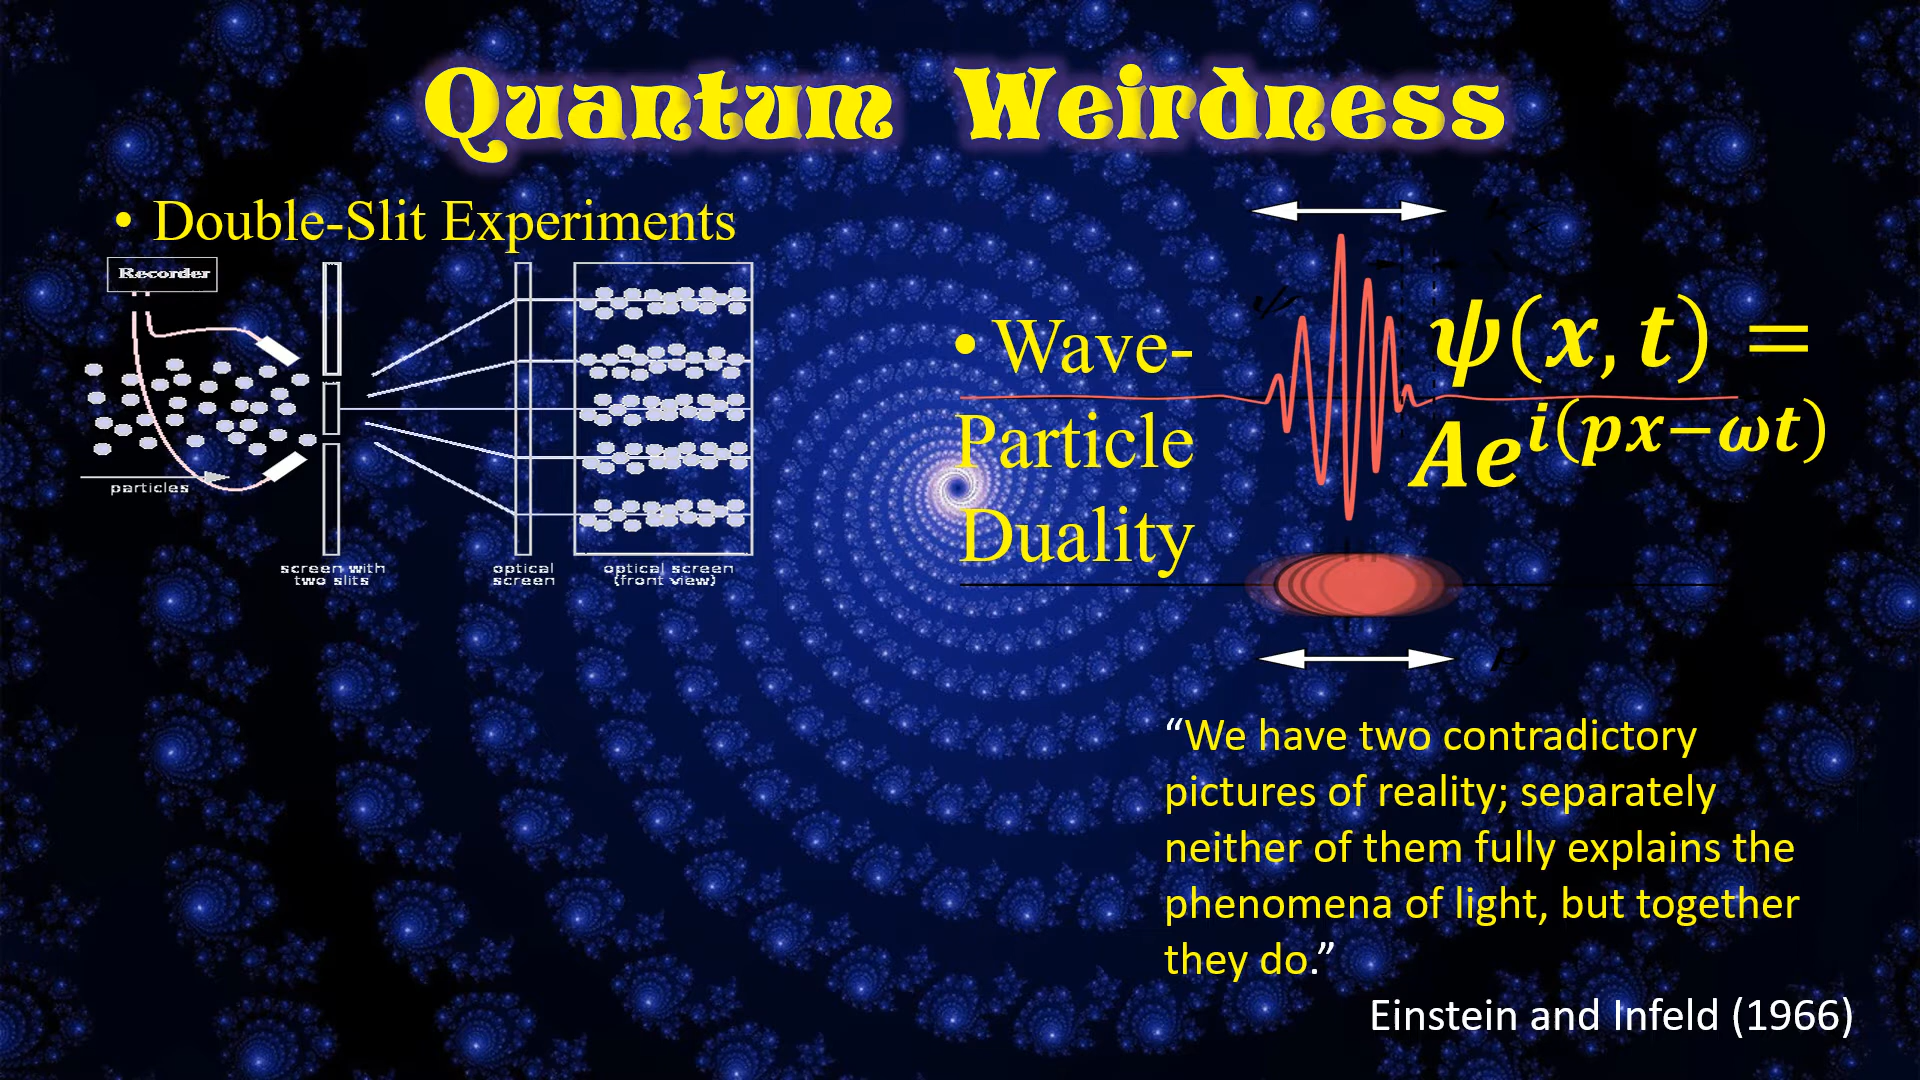 Quantum Weirdness
• Double-Slit Experiments
Recorder
particles
screen with
two slits
optical
screen
optical screen
(front view)
• Wave-
Particle
Duality
ψ
ψ(x, t) =
Ae^{i(px−ωt)}
“We have two contradictory
pictures of reality; separately
neither of them fully explains the
phenomena of light, but together
they do.”
Einstein and Infeld (1966)